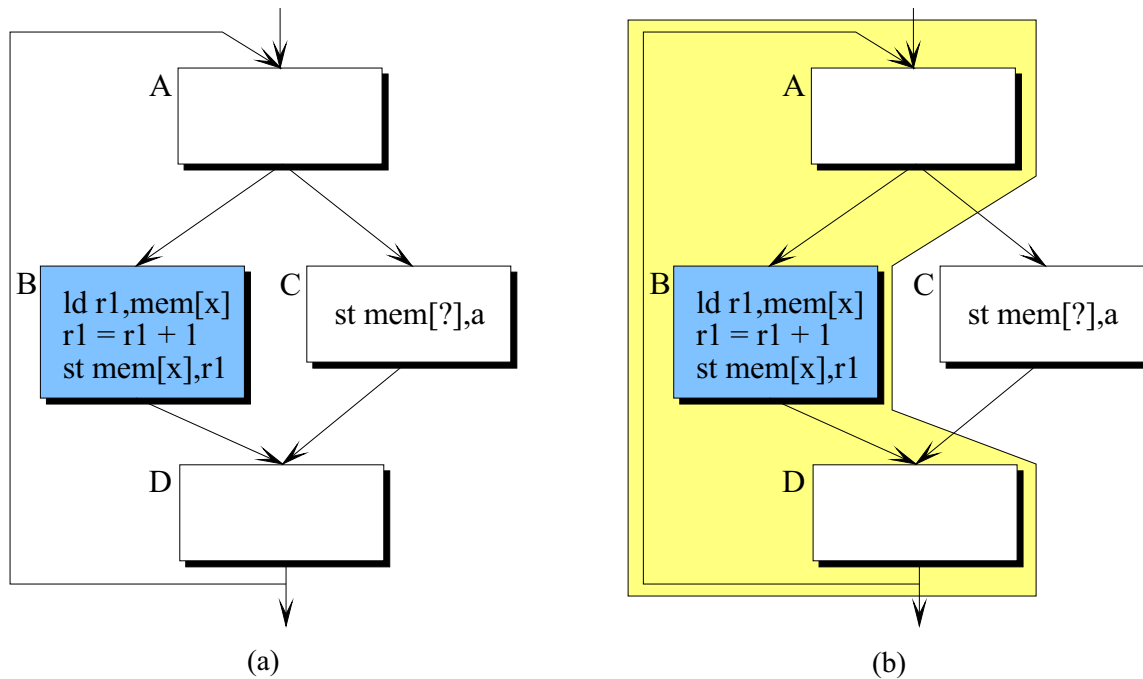 A
B
ld r1,mem[x]
r1 = r1 + 1
st mem[x],r1
C
st mem[?],a
D
(a)
A
B
ld r1,mem[x]
r1 = r1 + 1
st mem[x],r1
C
st mem[?],a
D
(b)